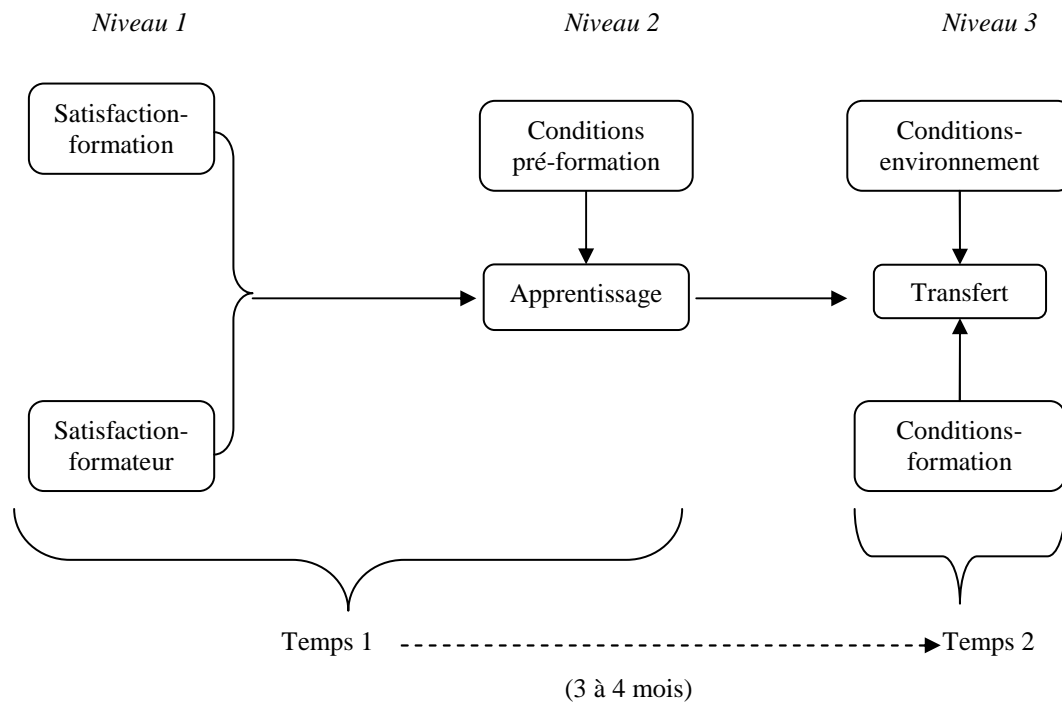 Niveau 1
Niveau 2
Niveau 3
Satisfaction-
formation
Conditions
pré-formation
Conditions-
environnement
Apprentissage
Transfert
Satisfaction-
formateur
Conditions-
formation
Temps 1
Temps 2
(3 à 4 mois)